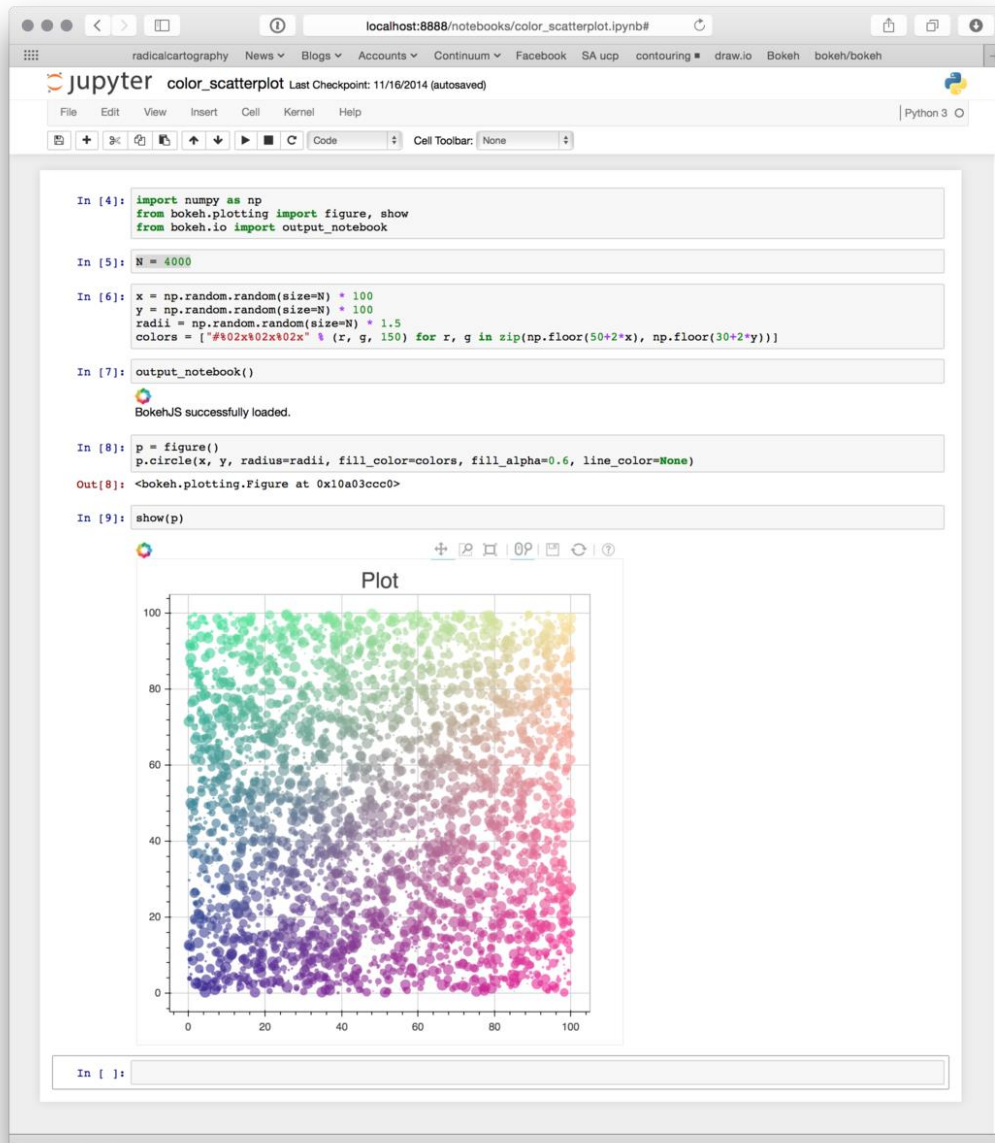 localhost:8888/notebooks/color_scatterplot.ipynb#
radicalcartography News Blogs Accounts Continuum Facebook SA ucp contouring draw.io Bokeh bokeh/bokeh
jupyter color_scatterplot Last Checkpoint: 11/16/2014 (autosaved)
File Edit View Insert Cell Kernel Help Python 3
Code Cell Toolbar: None
In [4]: import numpy as np
from bokeh.plotting import figure, show
from bokeh.io import output_notebook
In [5]: N = 4000
In [6]: x = np.random.random(size=N) * 100
y = np.random.random(size=N) * 100
radii = np.random.random(size=N) * 1.5
colors = ["#%02x%02x%02x" % (r, g, 150) for r, g in zip(np.floor(50+2*x), np.floor(30+2*y))]
In [7]: output_notebook()
BokehJS successfully loaded.
In [8]: p = figure()
p.circle(x, y, radius=radii, fill_color=colors, fill_alpha=0.6, line_color=None)
Out[8]: <bokeh.plotting.Figure at 0x10a03ccc0>
In [9]: show(p)
Plot
100
80
60
40
20
0
0 20 40 60 80 100
In [ ]: